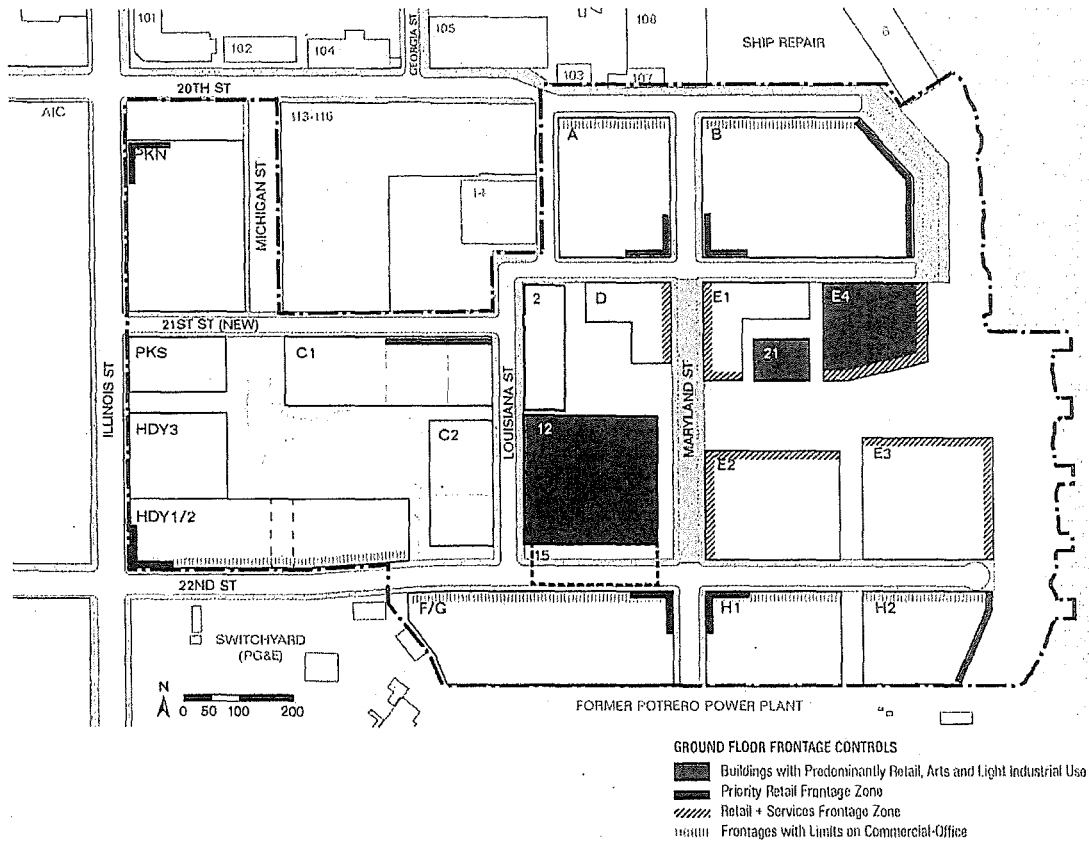 101
102
104
GEORGIA ST
105
108
SHIP REPAIR
6
103
107
20TH ST
AIC
113-116
PKN
MICHIGAN ST
14
A
B
2
D
E1
E4
21ST ST (NEW)
PKS
C1
21
ILLINOIS ST
LOUISIANA ST
MARYLAND ST
HDY3
C2
12
E2
E3
HDY1/2
15
22ND ST
F/G
H1
H2
SWITCHYARD
(PG&E)
N
0 50 100 200
FORMER POTRERO POWER PLANT
GROUND FLOOR FRONTAGE CONTROLS
Buildings with Predominantly Retail, Arts and Light Industrial Use
Priority Retail Frontage Zone
Retail + Services Frontage Zone
Frontages with Limits on Commercial-Office